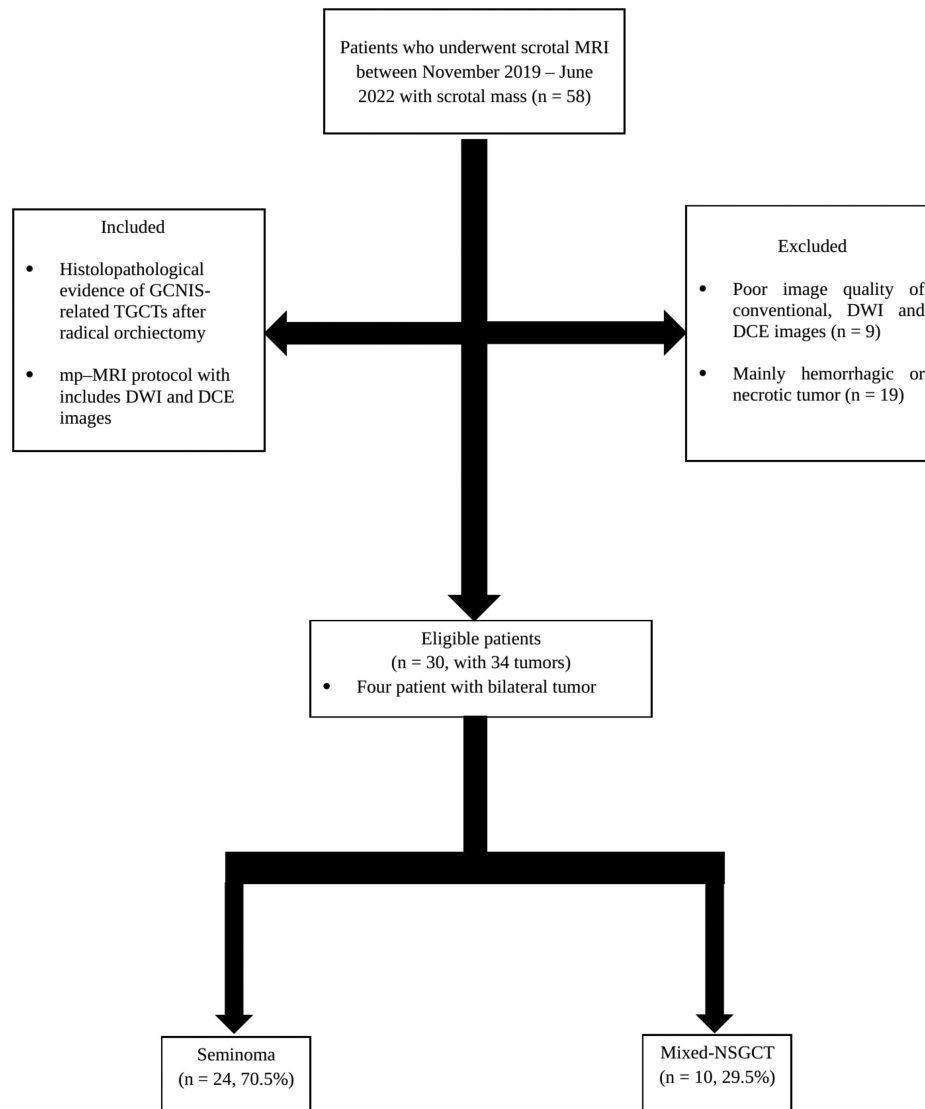 Patients who underwent scrotal MRI
between November 2019 – June
2022 with scrotal mass (n = 58)
Included
• Histolopathological
evidence of GCNIS-
related TGCTs after
radical orchiectomy
• mp–MRI protocol with
includes DWI and DCE
images
Excluded
• Poor image quality of
conventional, DWI and
DCE images (n = 9)
• Mainly hemorrhagic or
necrotic tumor (n = 19)
Eligible patients
(n = 30, with 34 tumors)
• Four patient with bilateral tumor
Seminoma
(n = 24, 70.5%)
Mixed-NSGCT
(n = 10, 29.5%)